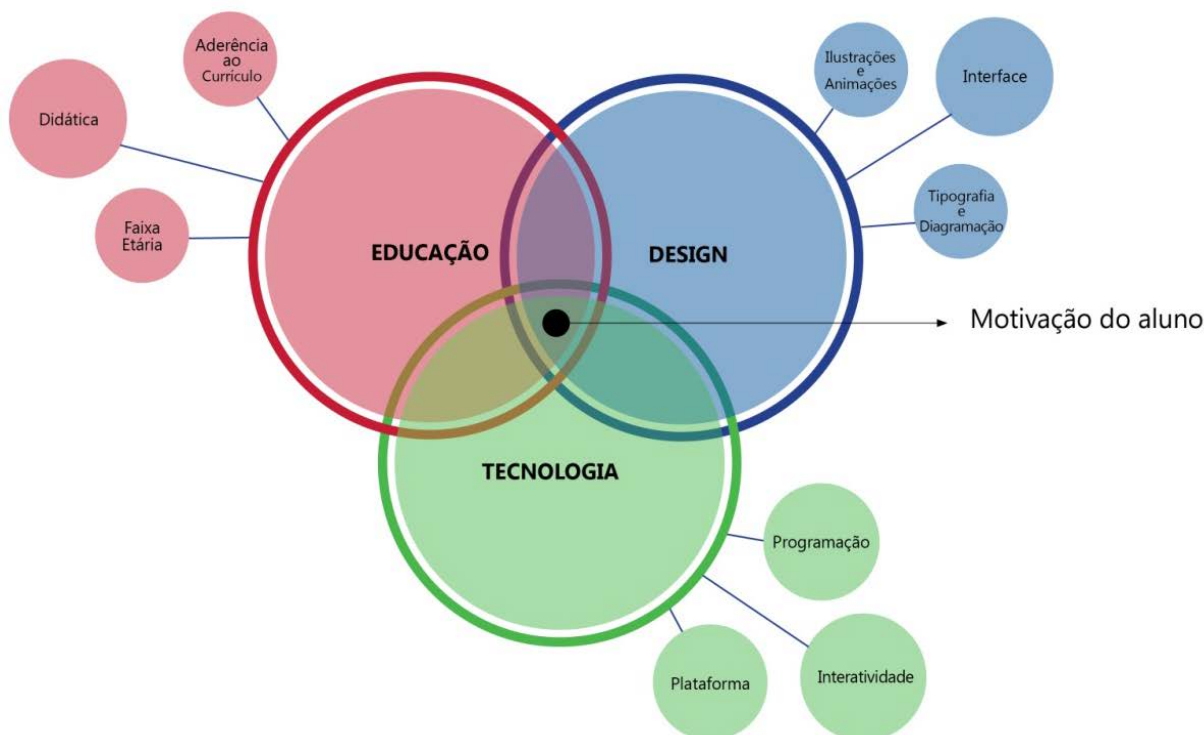 Aderência
ao
Currículo
Didática
Faixa
Etária
EDUCAÇÃO
Ilustrações
e
Animações
Interface
Tipografia
e
Diagramação
DESIGN
Motivação do aluno
TECNOLOGIA
Programação
Interatividade
Plataforma